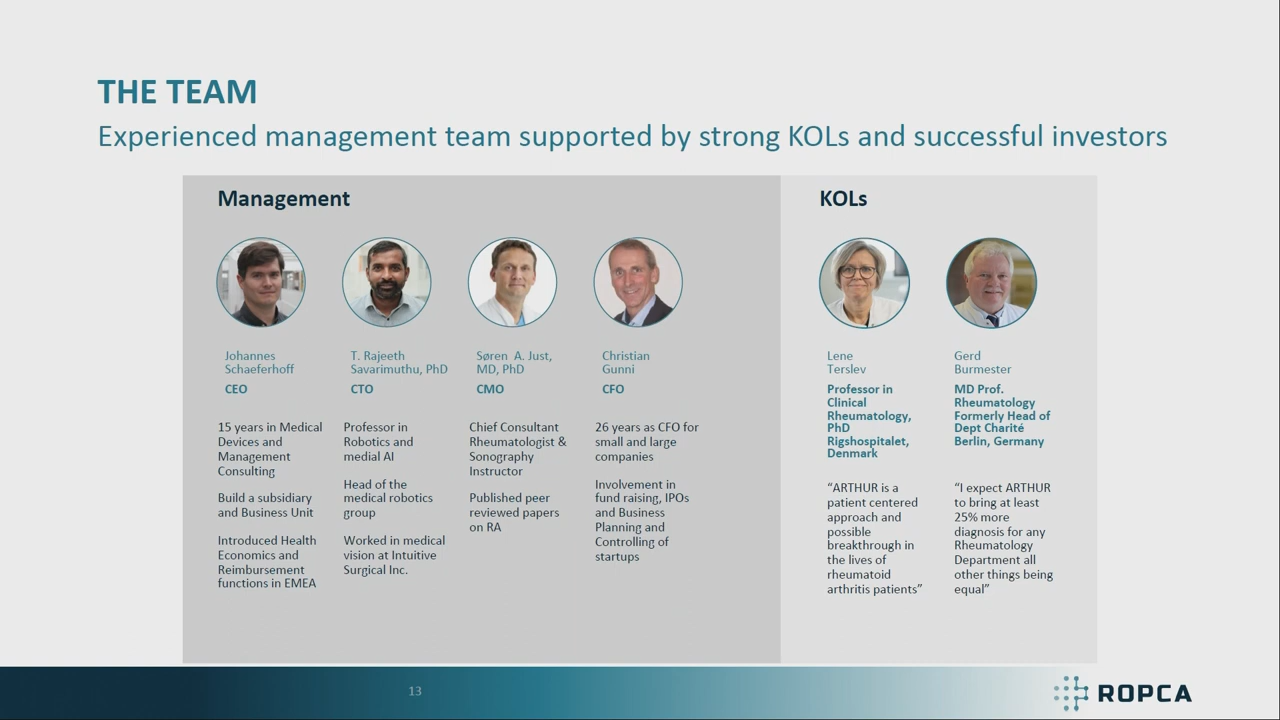 THE TEAM
Experienced management team supported by strong KOLs and successful investors
Management
Johannes
Schaeferhoff
CEO
15 years in Medical
Devices and
Management
Consulting
Build a subsidiary
and Business Unit
Introduced Health
Economics and
Reimbursement
functions in EMEA
T. Rajeeth
Savarimuthu, PhD
CTO
Professor in
Robotics and
medial AI
Head of the
medical robotics
group
Worked in medical
vision at Intuitive
Surgical Inc.
Søren A. Just,
MD, PhD
CMO
Chief Consultant
Rheumatologist &
Sonography
Instructor
Published peer
reviewed papers
on RA
Christian
Gunni
CFO
26 years as CFO for
small and large
companies
Involvement in
fund raising, IPOs
and Business
Planning and
Controlling of
startups
KOLs
Lene
Terslev
Professor in
Clinical
Rheumatology,
PhD
Rigshospitalet,
Denmark
“ARTHUR is a
patient centered
approach and
possible
breakthrough in
the lives of
rheumatoid
arthritis patients”
Gerd
Burmester
MD Prof.
Rheumatology
Formerly Head of
Dept Charité
Berlin, Germany
“I expect ARTHUR
to bring at least
25% more
diagnosis for any
Rheumatology
Department all
other things being
equal”
13
ROPCA